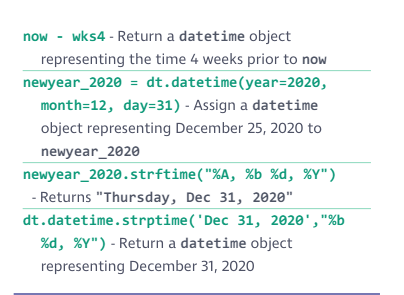 now - wks4 - Return a datetime object
representing the time 4 weeks prior to now
newyear_2020 = dt.datetime(year=2020,
month=12, day=31) - Assign a datetime
object representing December 25, 2020 to
newyear_2020
newyear_2020.strftime("%A, %b %d, %Y")
- Returns "Thursday, Dec 31, 2020"
dt.datetime.strptime('Dec 31, 2020',"%b
%d, %Y") - Return a datetime object
representing December 31, 2020